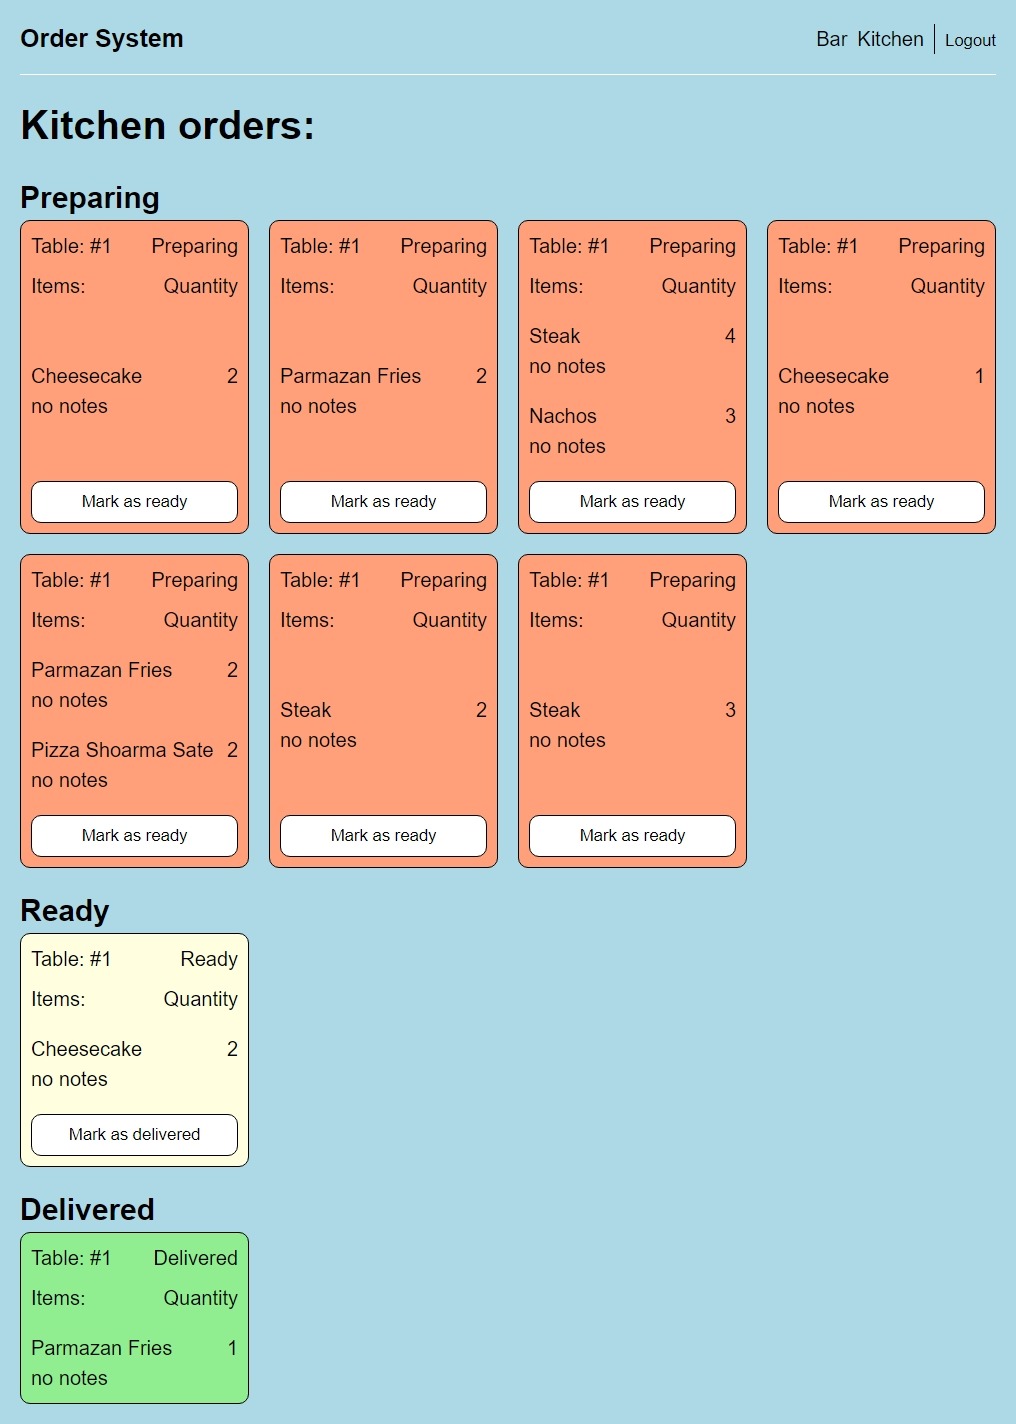 Order System
Bar Kitchen Logout
Kitchen orders:
Preparing
Table: #1 Preparing
Items: Quantity
Cheesecake 2
no notes
Mark as ready
Table: #1 Preparing
Items: Quantity
Parmazan Fries 2
no notes
Mark as ready
Table: #1 Preparing
Items: Quantity
Steak 4
no notes
Nachos 3
no notes
Mark as ready
Table: #1 Preparing
Items: Quantity
Cheesecake 1
no notes
Mark as ready
Table: #1 Preparing
Items: Quantity
Parmazan Fries 2
no notes
Pizza Shoarma Sate 2
no notes
Mark as ready
Table: #1 Preparing
Items: Quantity
Steak 2
no notes
Mark as ready
Table: #1 Preparing
Items: Quantity
Steak 3
no notes
Mark as ready
Ready
Table: #1 Ready
Items: Quantity
Cheesecake 2
no notes
Mark as delivered
Delivered
Table: #1 Delivered
Items: Quantity
Parmazan Fries 1
no notes